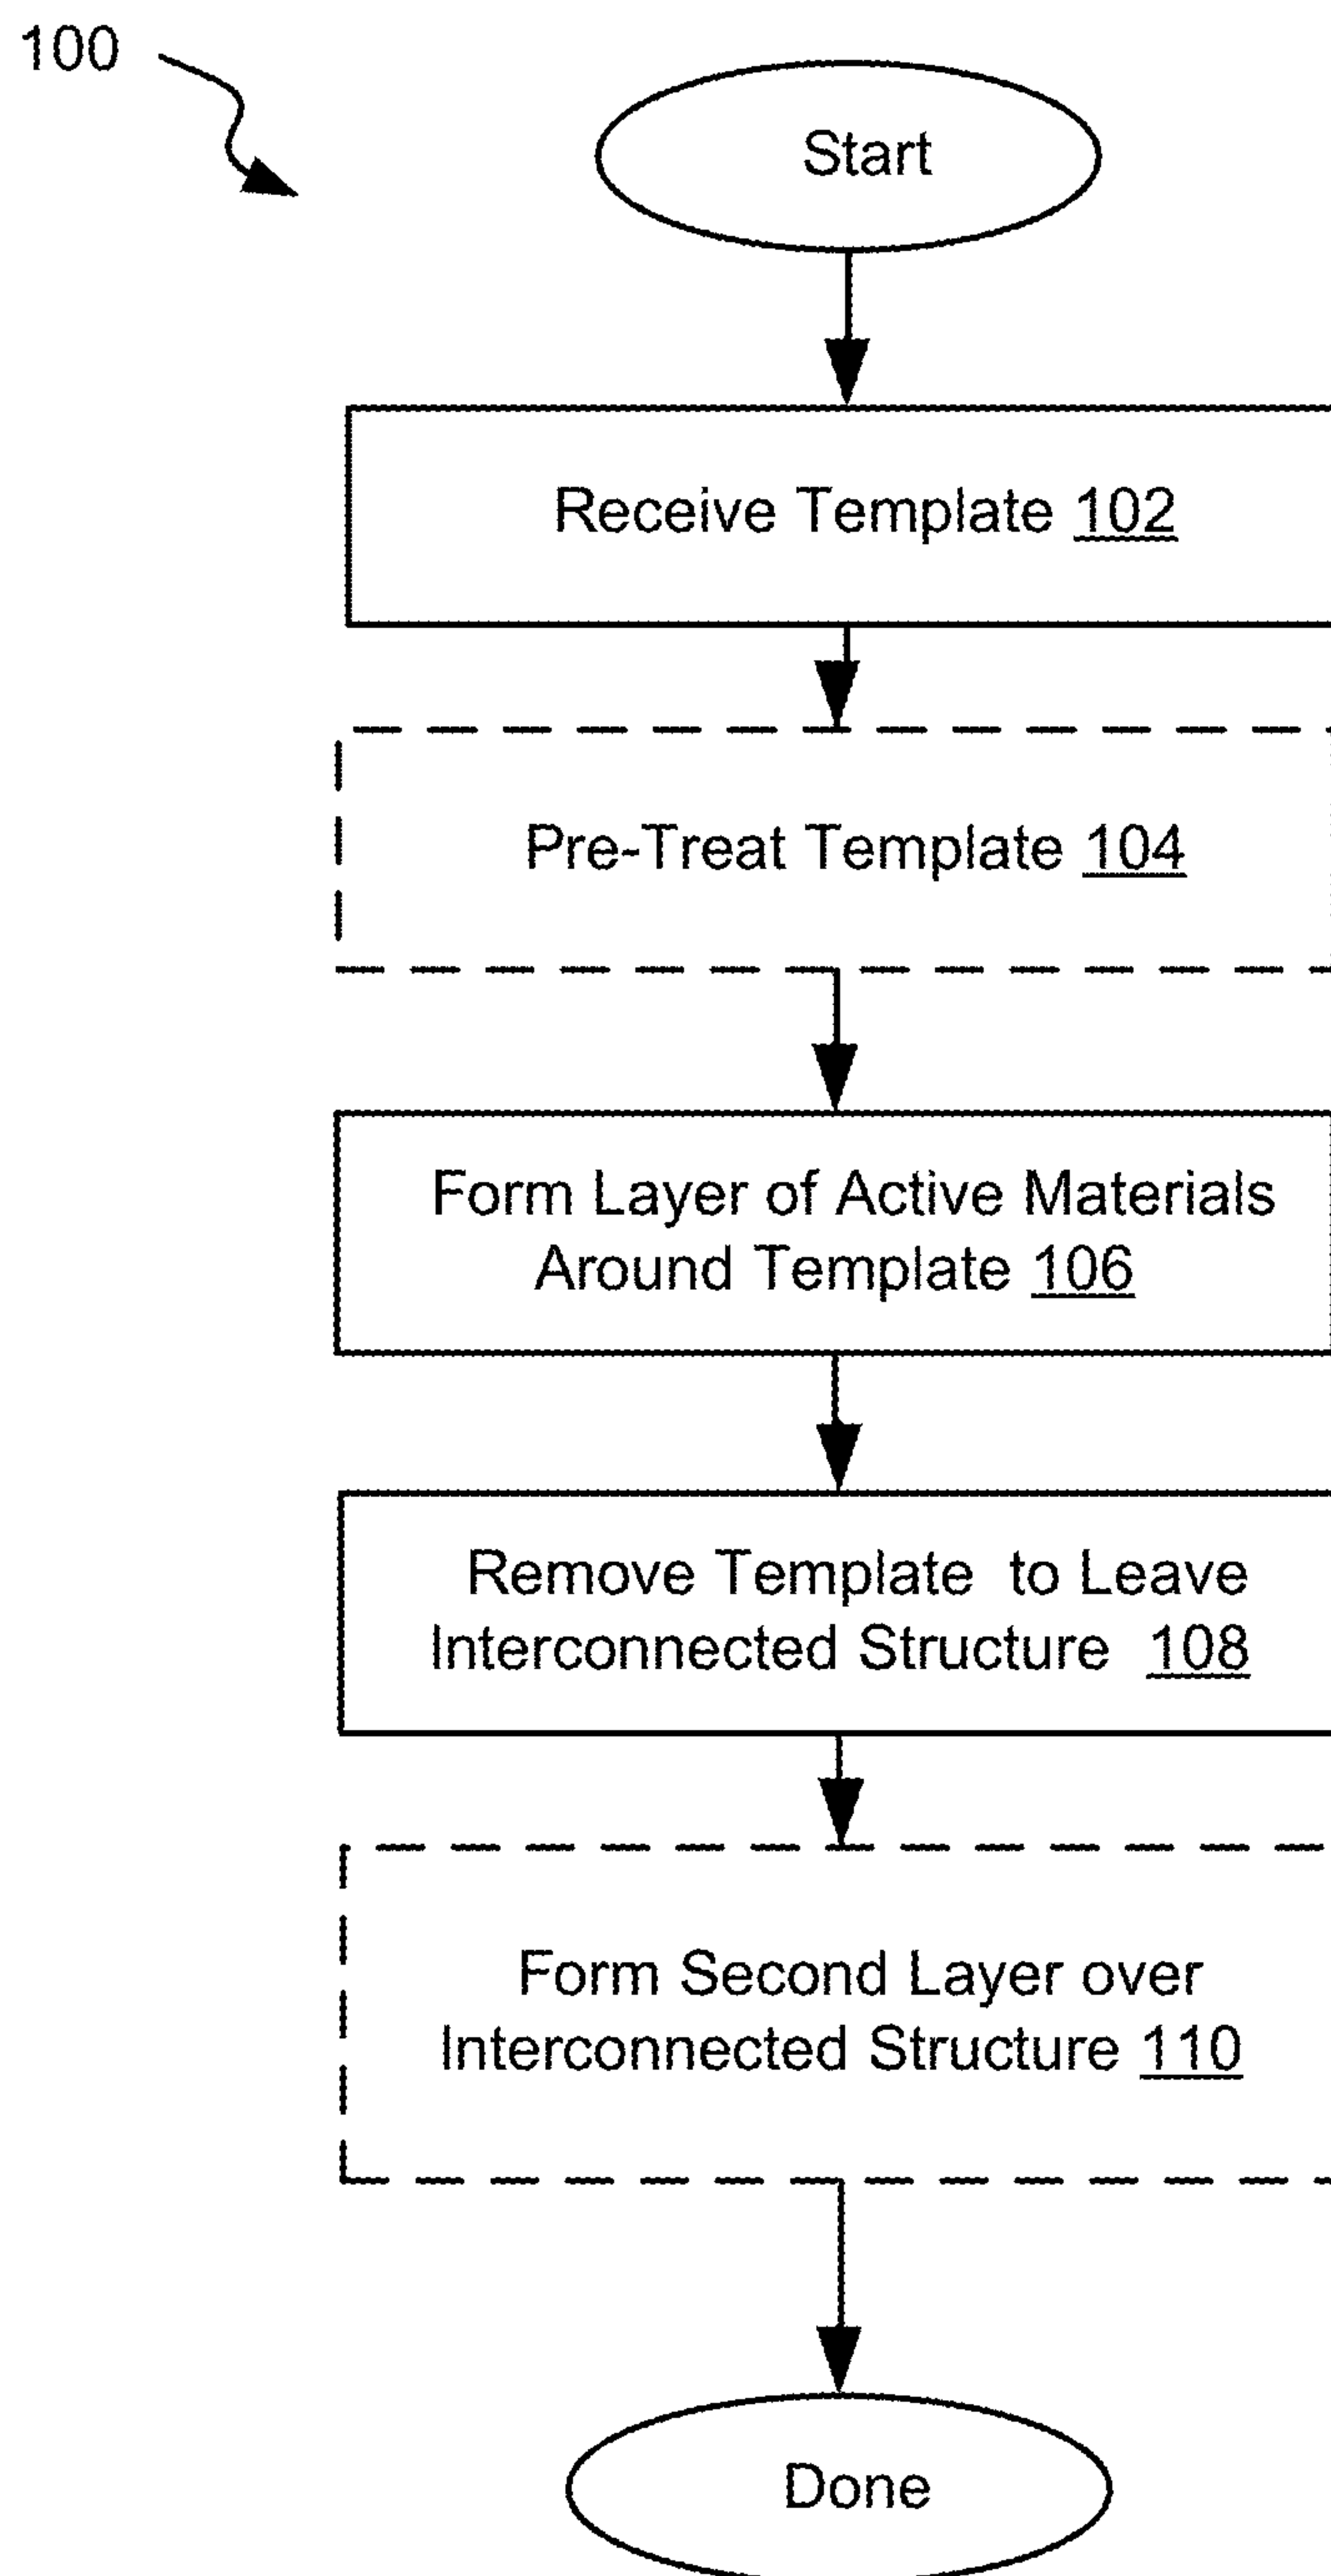 100
Start
Receive Template 102
Pre-Treat Template 104
Form Layer of Active Materials
Around Template 106
Remove Template to Leave
Interconnected Structure 108
Form Second Layer over
Interconnected Structure 110
Done